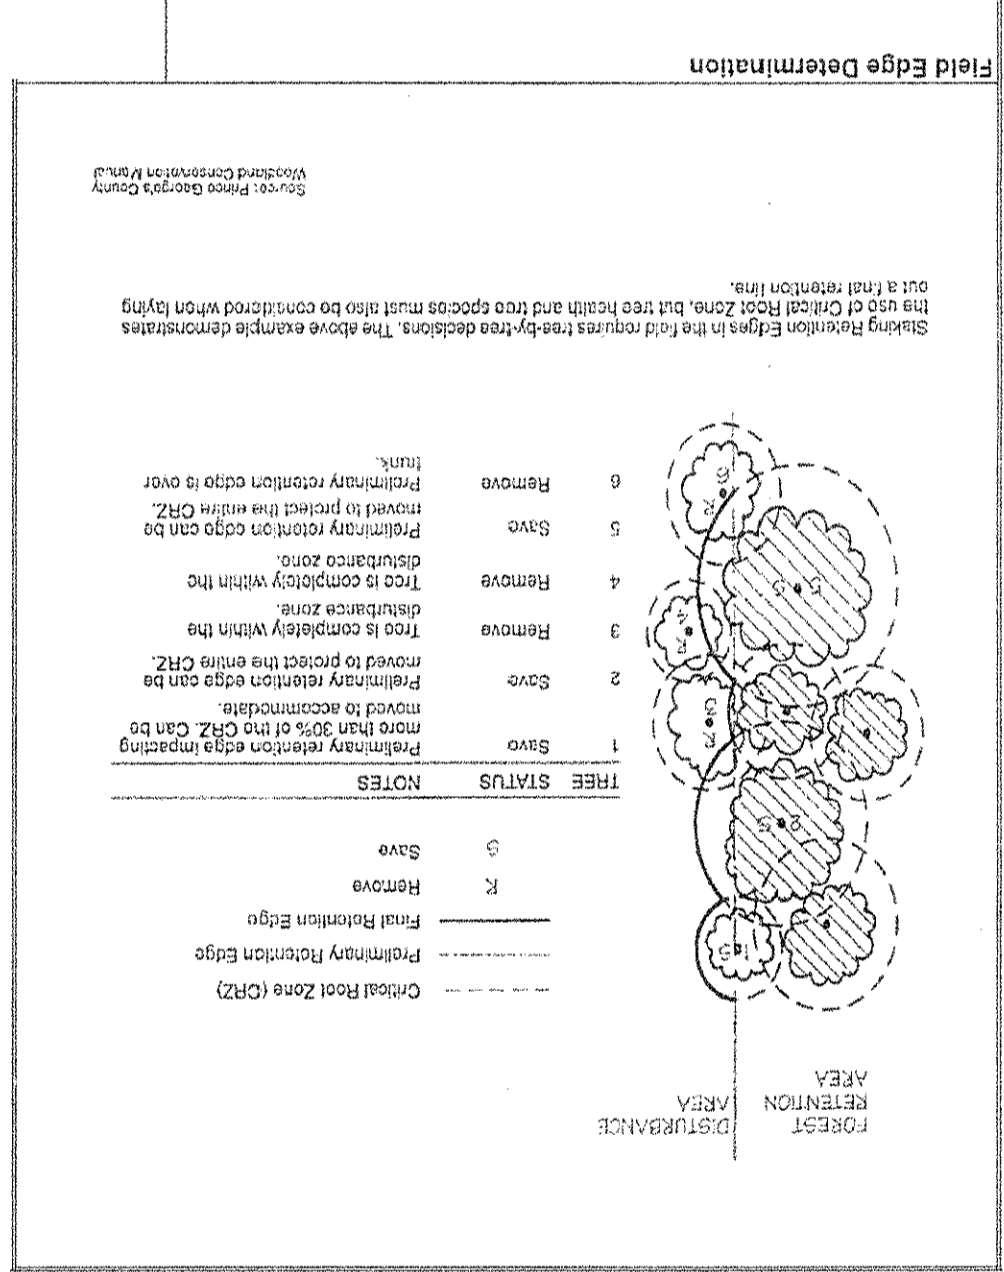 FOREST
RETENTION
AREA
DISTURBANCE
AREA
Critical Root Zone (CRZ)
Preliminary Retention Edge
Final Retention Edge
R Remove
S Save
1 S
2 S
3 R
4 R
5 S
6 R
TREE STATUS NOTES
1 Save Preliminary retention edge impacting
more than 30% of the CRZ. Can be
moved to accommodate.
2 Save Preliminary retention edge can be
moved to protect the entire CRZ.
3 Remove Tree is completely within the
disturbance zone.
4 Remove Tree is completely within the
disturbance zone.
5 Save Preliminary retention edge can be
moved to protect the entire CRZ.
6 Remove Preliminary retention edge is over
trunk.
Staking Retention Edges in the field requires tree-by-tree decisions. The above example demonstrates
the use of Critical Root Zone, but tree health and tree species must also be considered when laying
out a final retention line.
Source: Prince George's County
Woodland Conservation Manual
Field Edge Determination